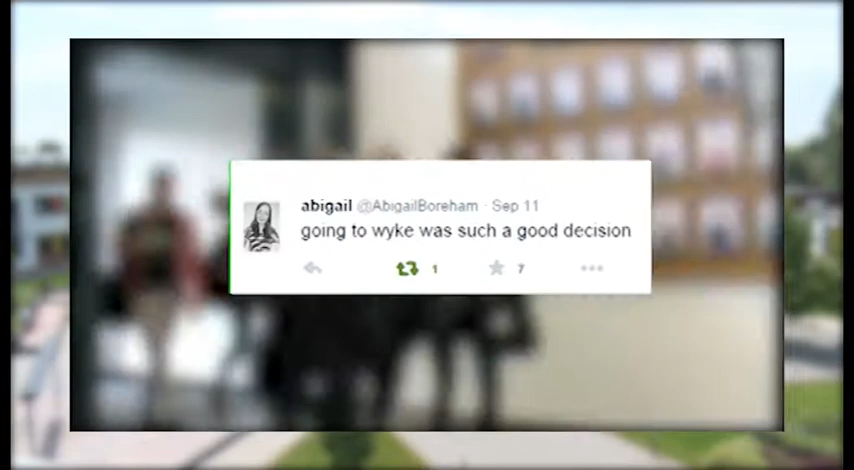 abigail @AbigailBoreham · Sep 11
going to wyke was such a good decision
1 7